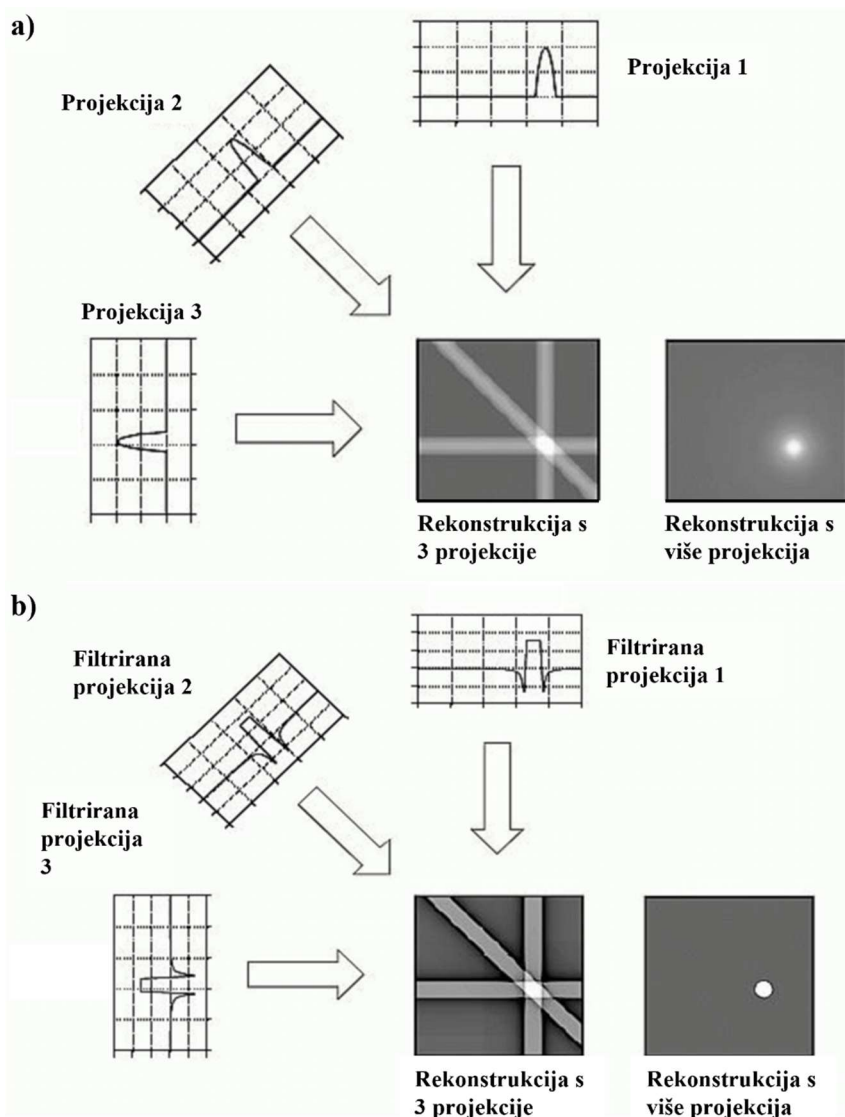 a)
Projekcija 1
Projekcija 2
Projekcija 3
Rekonstrukcija s
3 projekcije
Rekonstrukcija s
više projekcija
b)
Filtrirana
projekcija 1
Filtrirana
projekcija 2
Filtrirana
projekcija
3
Rekonstrukcija s
3 projekcije
Rekonstrukcija s
više projekcija